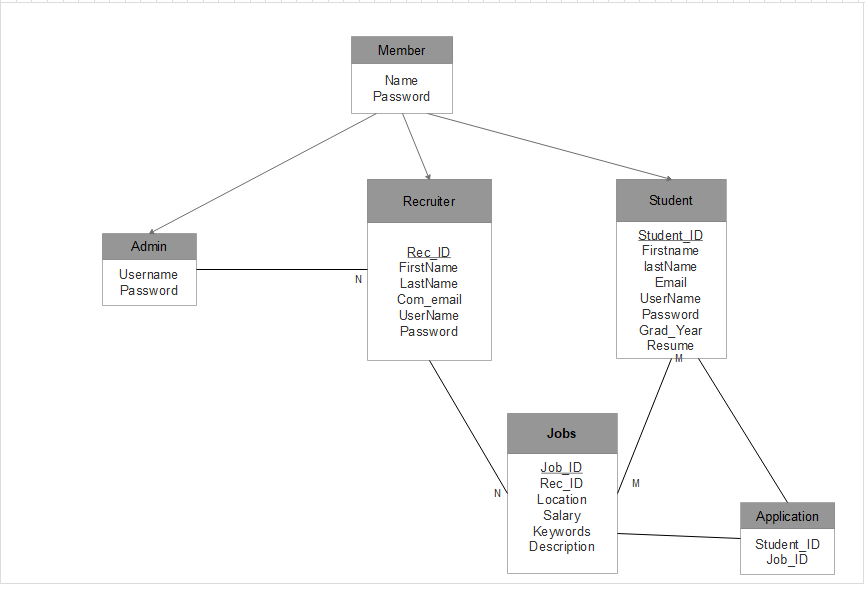 Member
Name
Password
Admin
Username
Password
N
Recruiter
Rec_ID
FirstName
LastName
Com_email
UserName
Password
Student
Student_ID
Firstname
lastName
Email
UserName
Password
Grad_Year
Resume
M
N
Jobs
Job_ID
Rec_ID
Location
Salary
Keywords
Description
M
Application
Student_ID
Job_ID